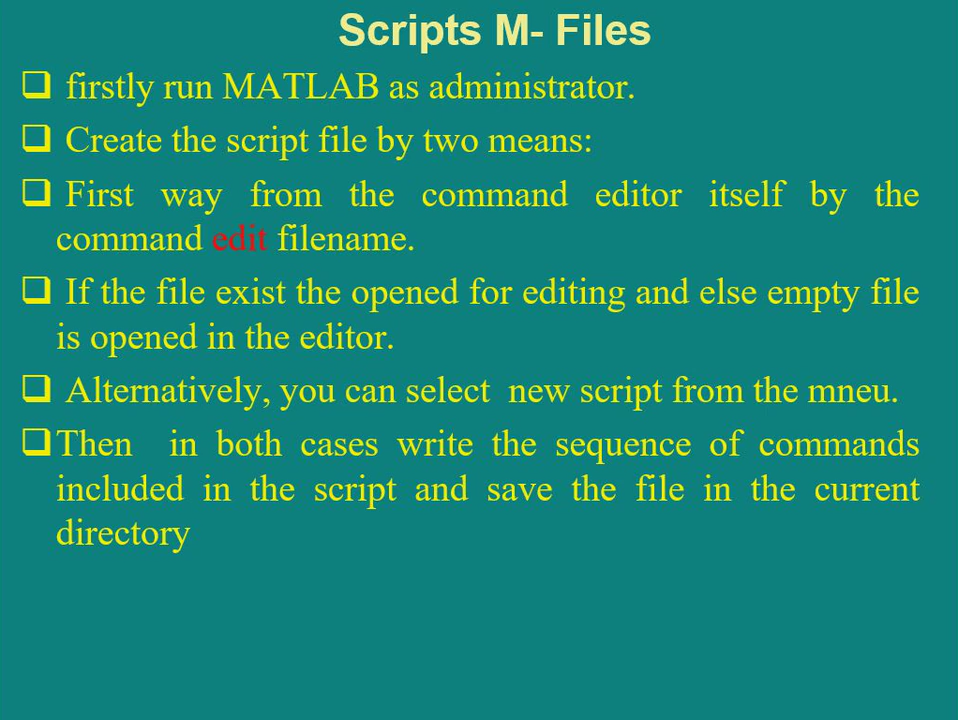 Scripts M- Files
firstly run MATLAB as administrator.
Create the script file by two means:
First way from the command editor itself by the
command edit filename.
If the file exist the opened for editing and else empty file
is opened in the editor.
Alternatively, you can select new script from the mneu.
Then in both cases write the sequence of commands
included in the script and save the file in the current
directory